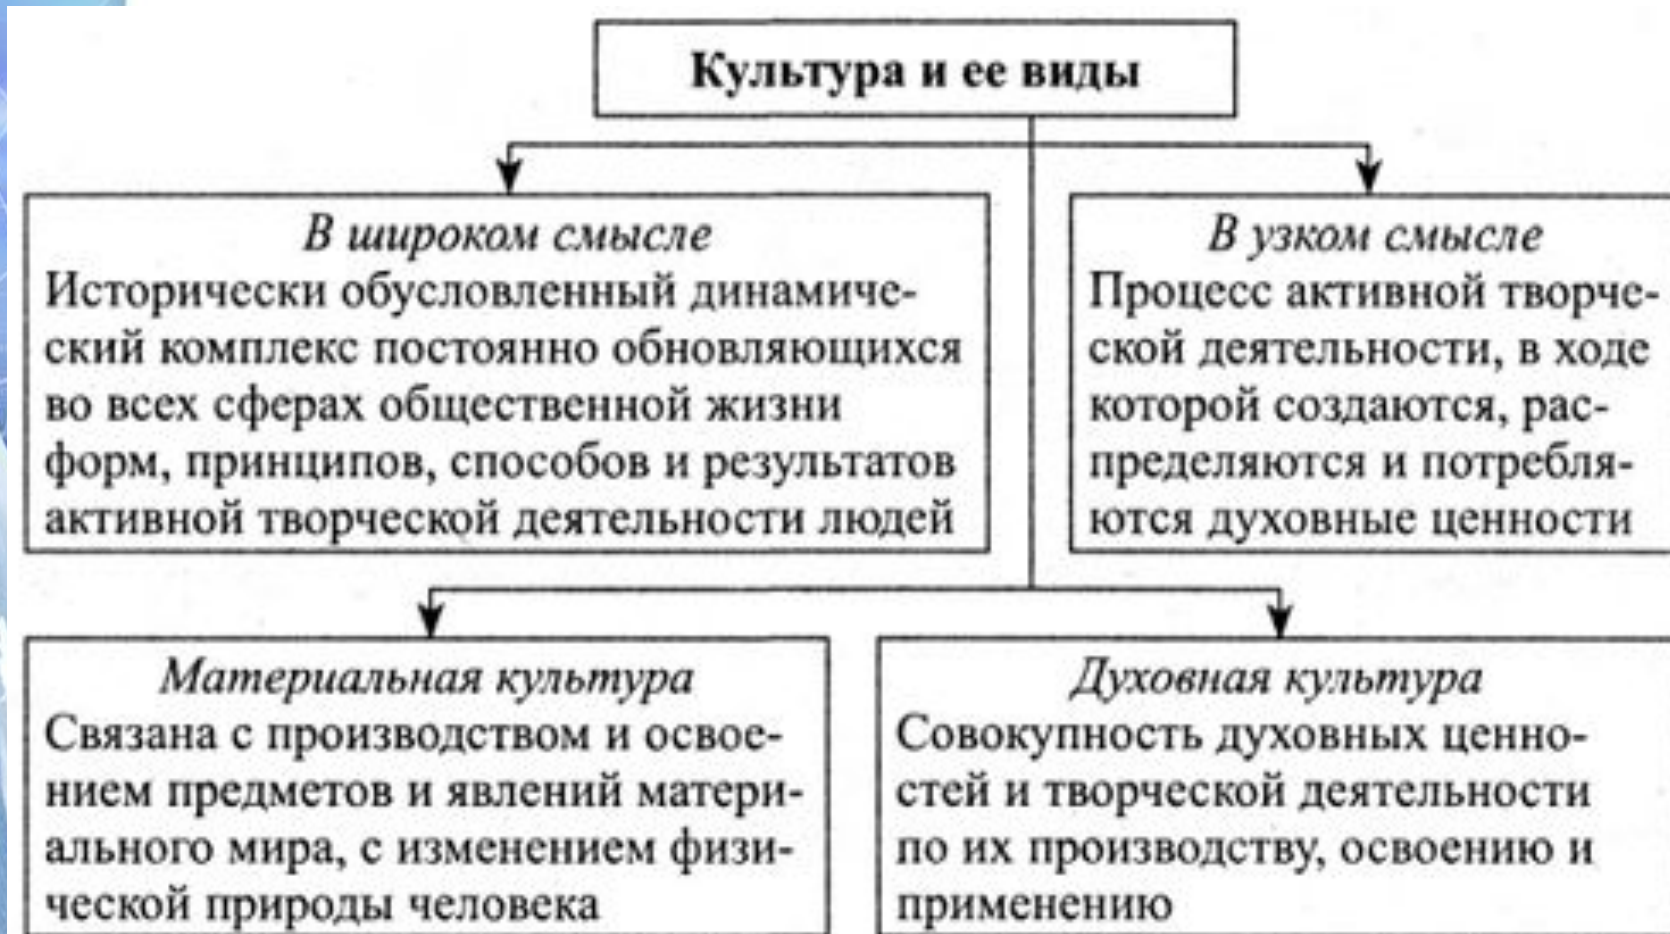 Культура и ее виды
В широком смысле
Исторически обусловленный динамиче-
ский комплекс постоянно обновляющихся
во всех сферах общественной жизни
форм, принципов, способов и результатов
активной творческой деятельности людей
В узком смысле
Процесс активной творче-
ской деятельности, в ходе
которой создаются, рас-
пределяются и потребля-
ются духовные ценности
Материальная культура
Связана с производством и освое-
нием предметов и явлений матери-
ального мира, с изменением физи-
ческой природы человека
Духовная культура
Совокупность духовных ценно-
стей и творческой деятельности
по их производству, освоению и
применению